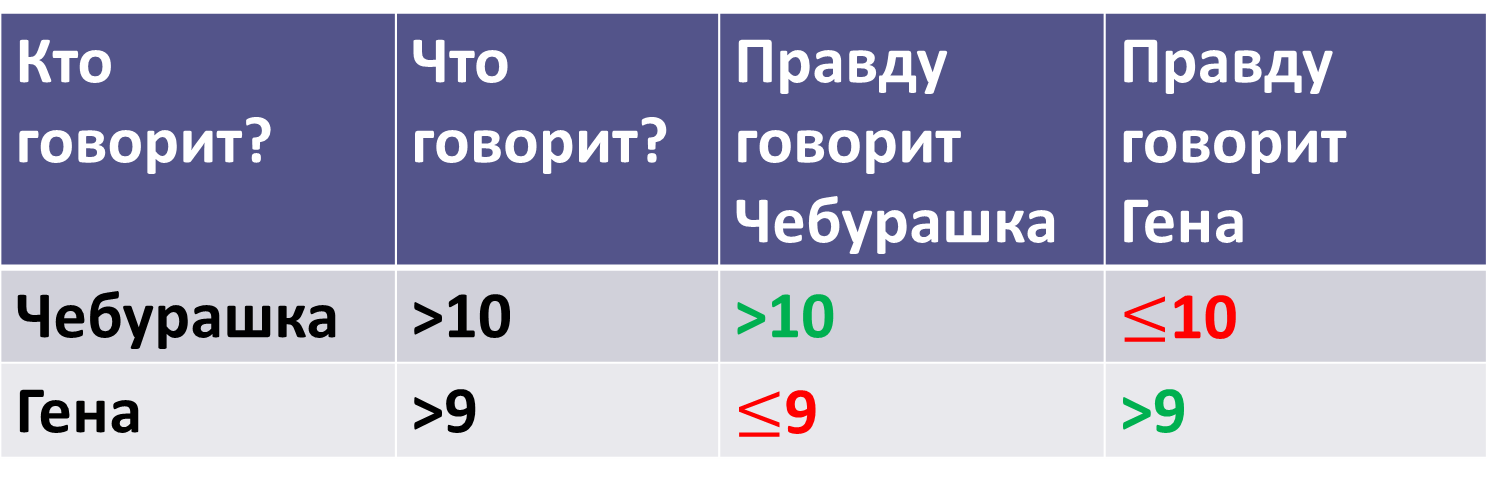 Кто говорит?
Что говорит?
Правду говорит Чебурашка
Правду говорит Гена
Чебурашка >10 >10 ≤10
Гена >9 ≤9 >9